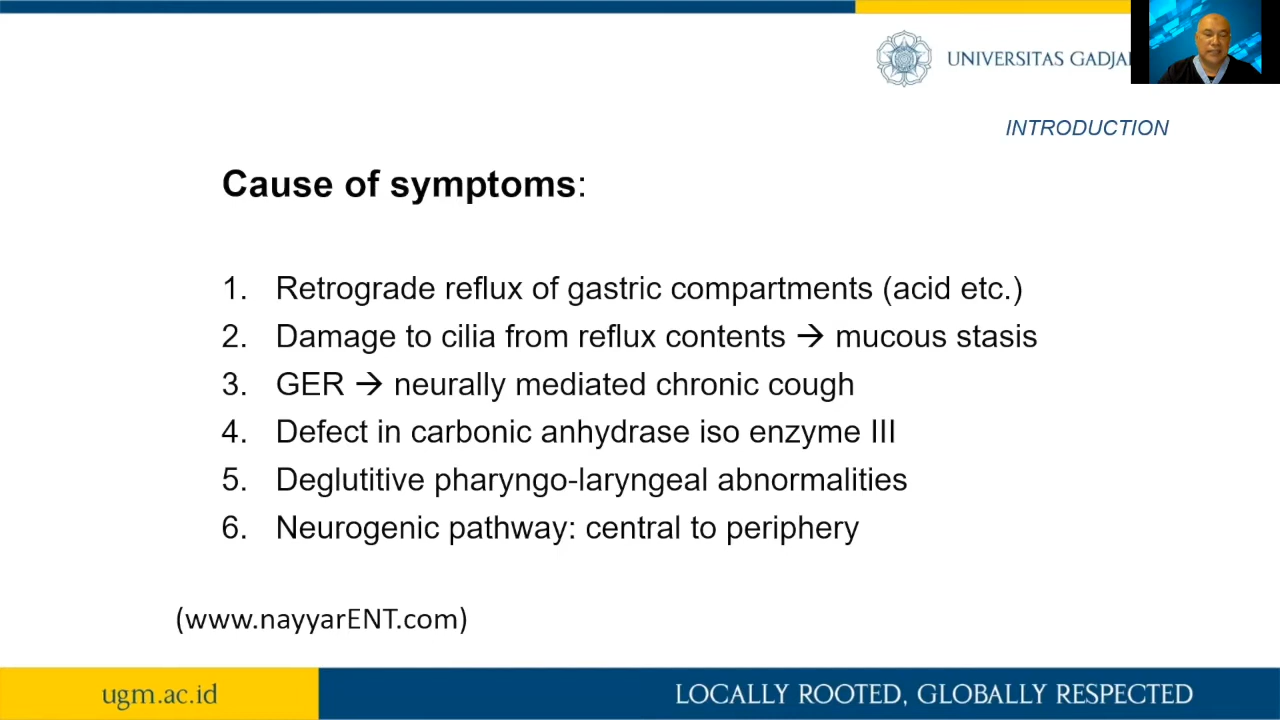 UNIVERSITAS
INTRODUCTION
Cause of symptoms:
1. Retrograde reflux of gastric compartments (acid etc.)
2. Damage to cilia from reflux contents → mucous stasis
3. GER → neurally mediated chronic cough
4. Defect in carbonic anhydrase iso enzyme III
5. Deglutitive pharyngo-laryngeal abnormalities
6. Neurogenic pathway: central to periphery
(www.nayyarENT.com)
ugm.ac.id
LOCALLY ROOTED, GLOBALLY RESPECTED